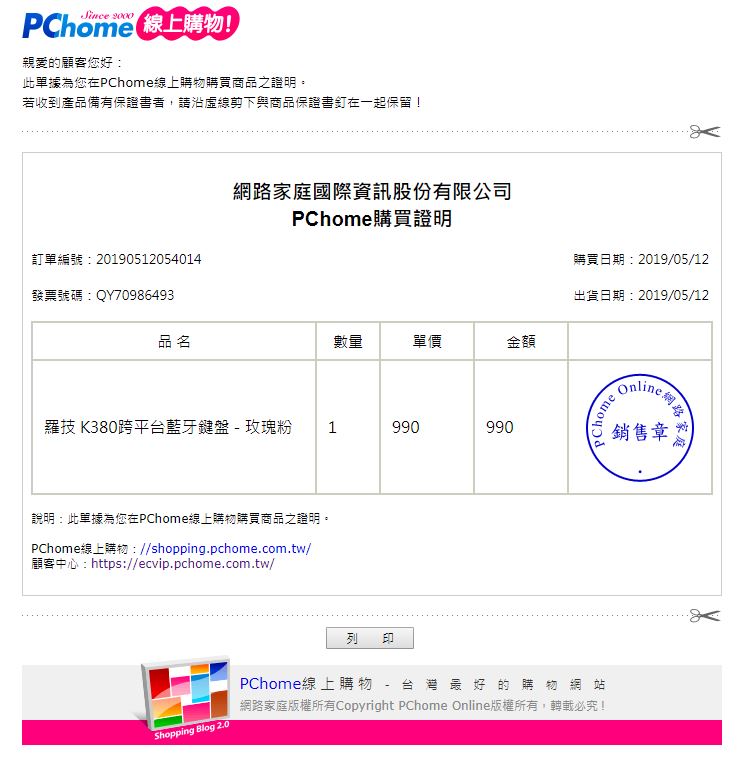 Since 2000
PChome線上購物!
親愛的顧客您好：
此單據為您在PChome線上購物購買商品之證明。
若收到產品備有保證書者，請沿虛線剪下與商品保證書釘在一起保留！
網路家庭國際資訊股份有限公司
PChome購買證明
訂單編號：20190512054014 購買日期：2019/05/12
發票號碼：QY70986493 出貨日期：2019/05/12
品 名 數量 單價 金額
羅技 K380跨平台藍牙鍵盤 - 玫瑰粉 1 990 990
PChome Online網路家庭
銷售章
說明：此單據為您在PChome線上購物購買商品之證明。
PChome線上購物：//shopping.pchome.com.tw/
顧客中心：https://ecvip.pchome.com.tw/
列 印
PChome線上購物 - 台灣最好的購物網站
網路家庭版權所有Copyright PChome Online版權所有，轉載必究！
Shopping Blog 2.0